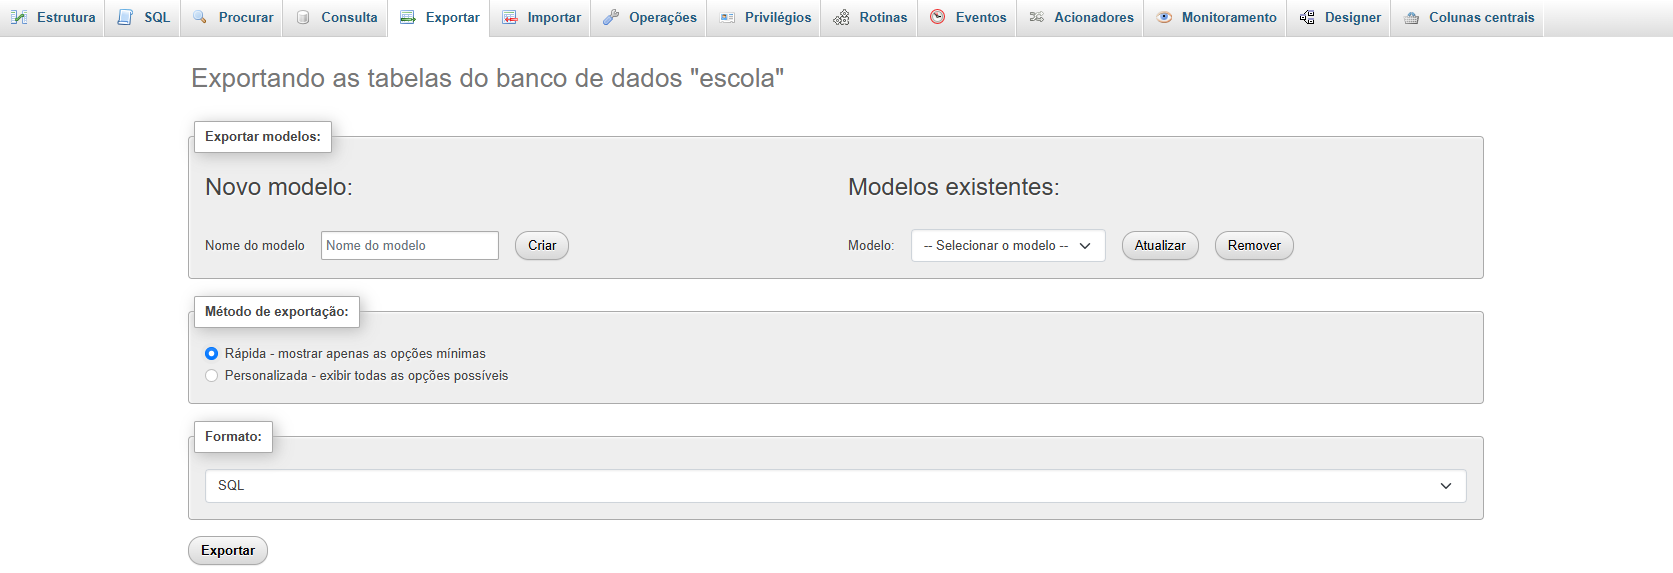 Estrutura SQL Procurar Consulta Exportar Importar Operações Privilégios Rotinas Eventos Acionadores Monitoramento Designer Colunas centrais
Exportando as tabelas do banco de dados "escola"
Exportar modelos:
Novo modelo:
Nome do modelo Nome do modelo Criar
Modelos existentes:
Modelo: -- Selecionar o modelo -- Atualizar Remover
Método de exportação:
Rápida - mostrar apenas as opções mínimas
Personalizada - exibir todas as opções possíveis
Formato:
SQL
Exportar